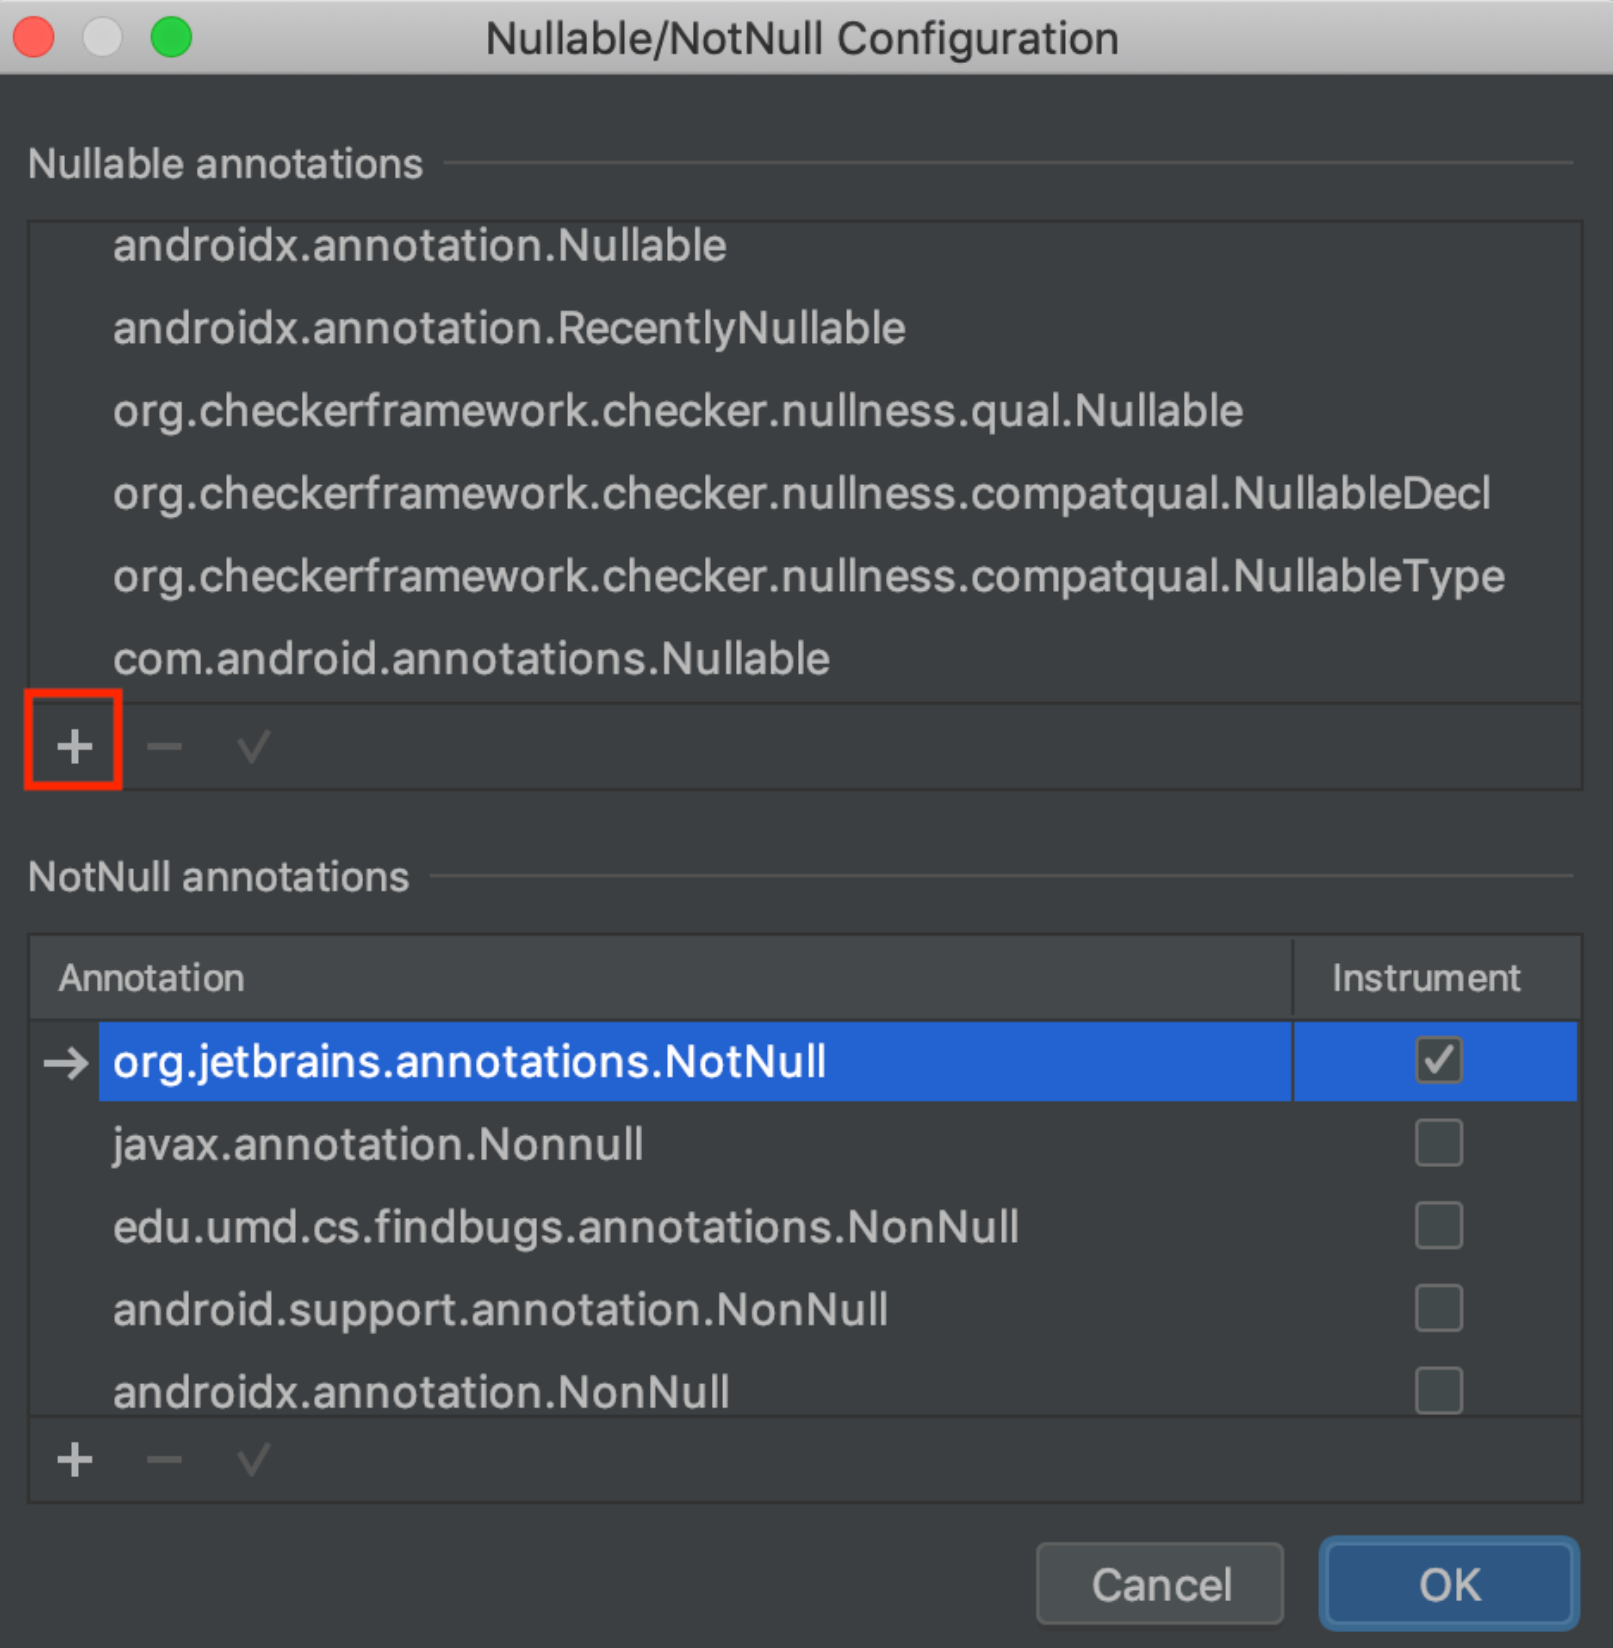 Nullable/NotNull Configuration
Nullable annotations
androidx.annotation.Nullable
androidx.annotation.RecentlyNullable
org.checkerframework.checker.nullness.qual.Nullable
org.checkerframework.checker.nullness.compatqual.NullableDecl
org.checkerframework.checker.nullness.compatqual.NullableType
com.android.annotations.Nullable
NotNull annotations
Annotation Instrument
org.jetbrains.annotations.NotNull
javax.annotation.Nonnull
edu.umd.cs.findbugs.annotations.NonNull
android.support.annotation.NonNull
androidx.annotation.NonNull
Cancel OK